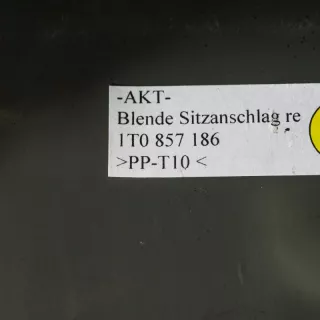 -AKT-
Blende Sitzanschlag re
1T0 857 186
>PP-T10 <